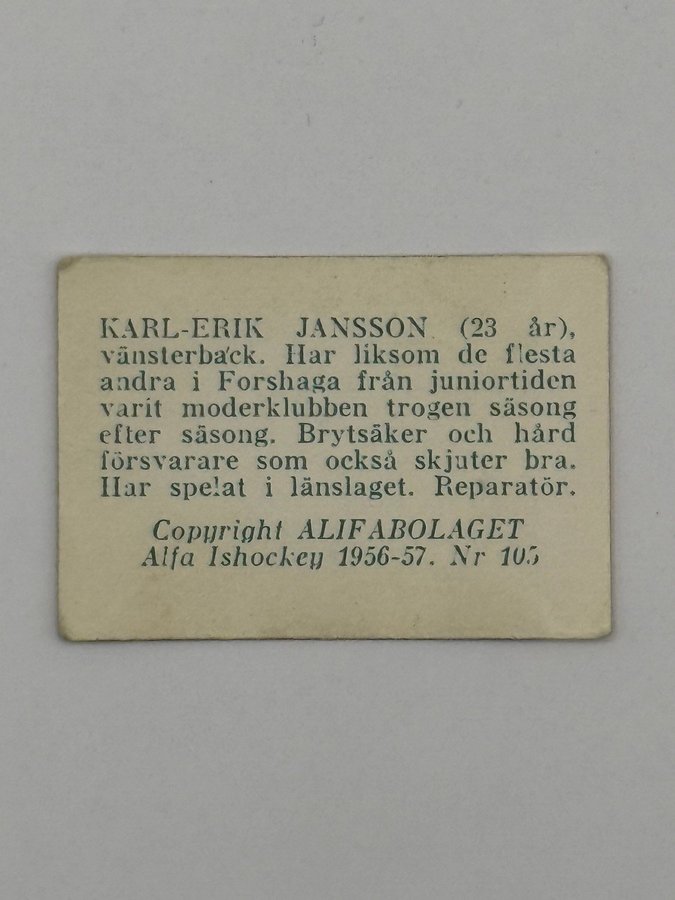 KARL-ERIK JANSSON (23 år),
vänsterback. Har liksom de flesta
andra i Forshaga från juniortiden
varit moderklubben trogen säsong
efter säsong. Brytsäker och hård
försvarare som också skjuter bra.
Har spelat i länslaget. Reparatör.
Copyright ALIFABOLAGET
Alfa Ishockey 1956-57. Nr 105